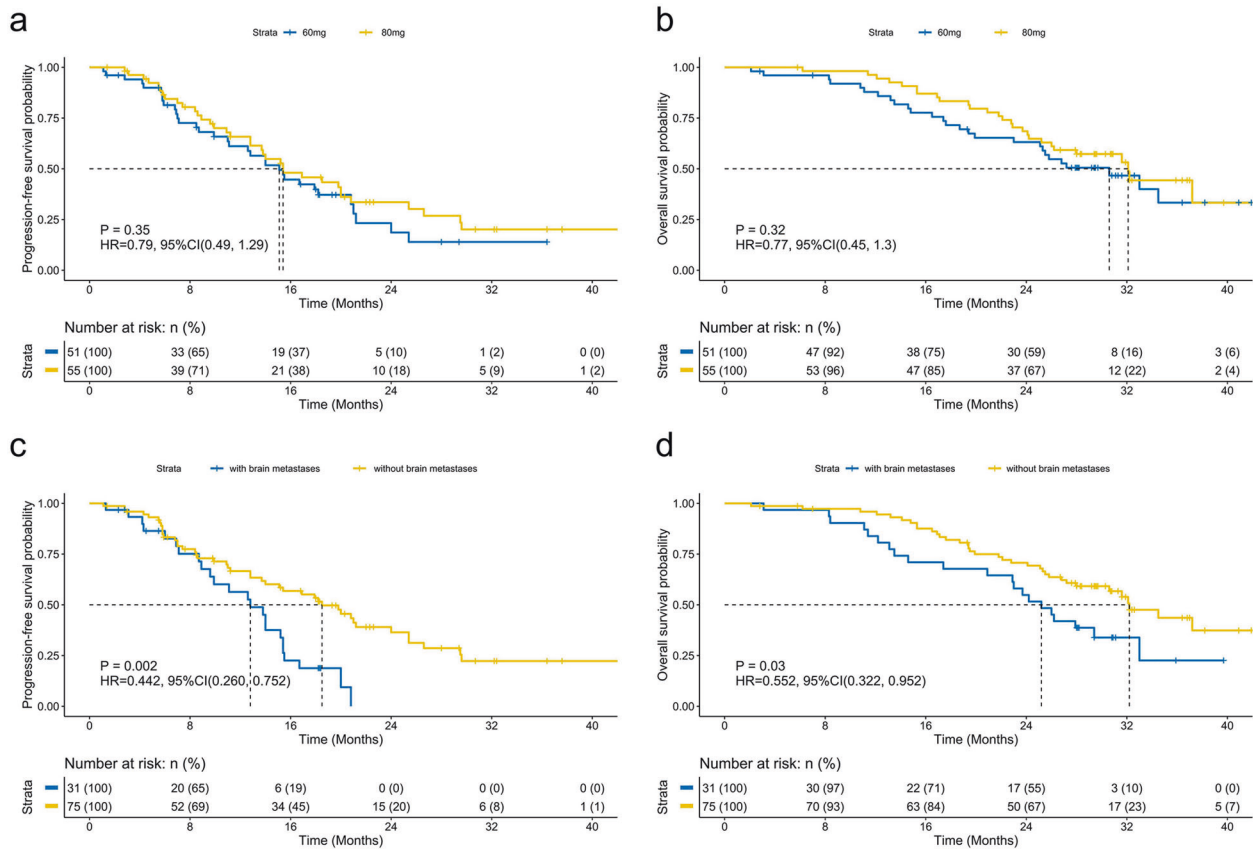 a
Strata 60mg 80mg
Progression-free survival probability
1.00
0.75
0.50
0.25
0.00
P = 0.35
HR=0.79, 95%CI(0.49, 1.29)
0 8 16 24 32 40
Time (Months)
Number at risk: n (%)
Strata
51 (100) 33 (65) 19 (37) 5 (10) 1 (2) 0 (0)
55 (100) 39 (71) 21 (38) 10 (18) 5 (9) 1 (2)
0 8 16 24 32 40
Time (Months)
b
Strata 60mg 80mg
Overall survival probability
1.00
0.75
0.50
0.25
0.00
P = 0.32
HR=0.77, 95%CI(0.45, 1.3)
0 8 16 24 32 40
Time (Months)
Number at risk: n (%)
Strata
51 (100) 47 (92) 38 (75) 30 (59) 8 (16) 3 (6)
55 (100) 53 (96) 47 (85) 37 (67) 12 (22) 2 (4)
0 8 16 24 32 40
Time (Months)
c
Strata with brain metastases without brain metastases
Progression-free survival probability
1.00
0.75
0.50
0.25
0.00
P = 0.002
HR=0.442, 95%CI(0.260, 0.752)
0 8 16 24 32 40
Time (Months)
Number at risk: n (%)
Strata
31 (100) 20 (65) 6 (19) 0 (0) 0 (0) 0 (0)
75 (100) 52 (69) 34 (45) 15 (20) 6 (8) 1 (1)
0 8 16 24 32 40
Time (Months)
d
Strata with brain metastases without brain metastases
Overall survival probability
1.00
0.75
0.50
0.25
0.00
P = 0.03
HR=0.552, 95%CI(0.322, 0.952)
0 8 16 24 32 40
Time (Months)
Number at risk: n (%)
Strata
31 (100) 30 (97) 22 (71) 17 (55) 3 (10) 0 (0)
75 (100) 70 (93) 63 (84) 50 (67) 17 (23) 5 (7)
0 8 16 24 32 40
Time (Months)